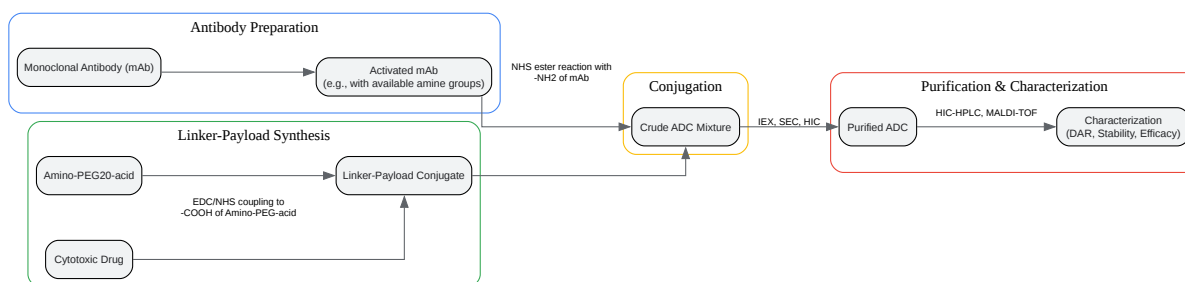 Antibody Preparation
Monoclonal Antibody (mAb)
Activated mAb
(e.g., with available amine groups)
NHS ester reaction with
-NH2 of mAb
Linker-Payload Synthesis
Amino-PEG20-acid
Linker-Payload Conjugate
EDC/NHS coupling to
-COOH of Amino-PEG-acid
Cytotoxic Drug
Conjugation
Crude ADC Mixture
IEX, SEC, HIC
Purification & Characterization
Purified ADC
HIC-HPLC, MALDI-TOF
Characterization
(DAR, Stability, Efficacy)